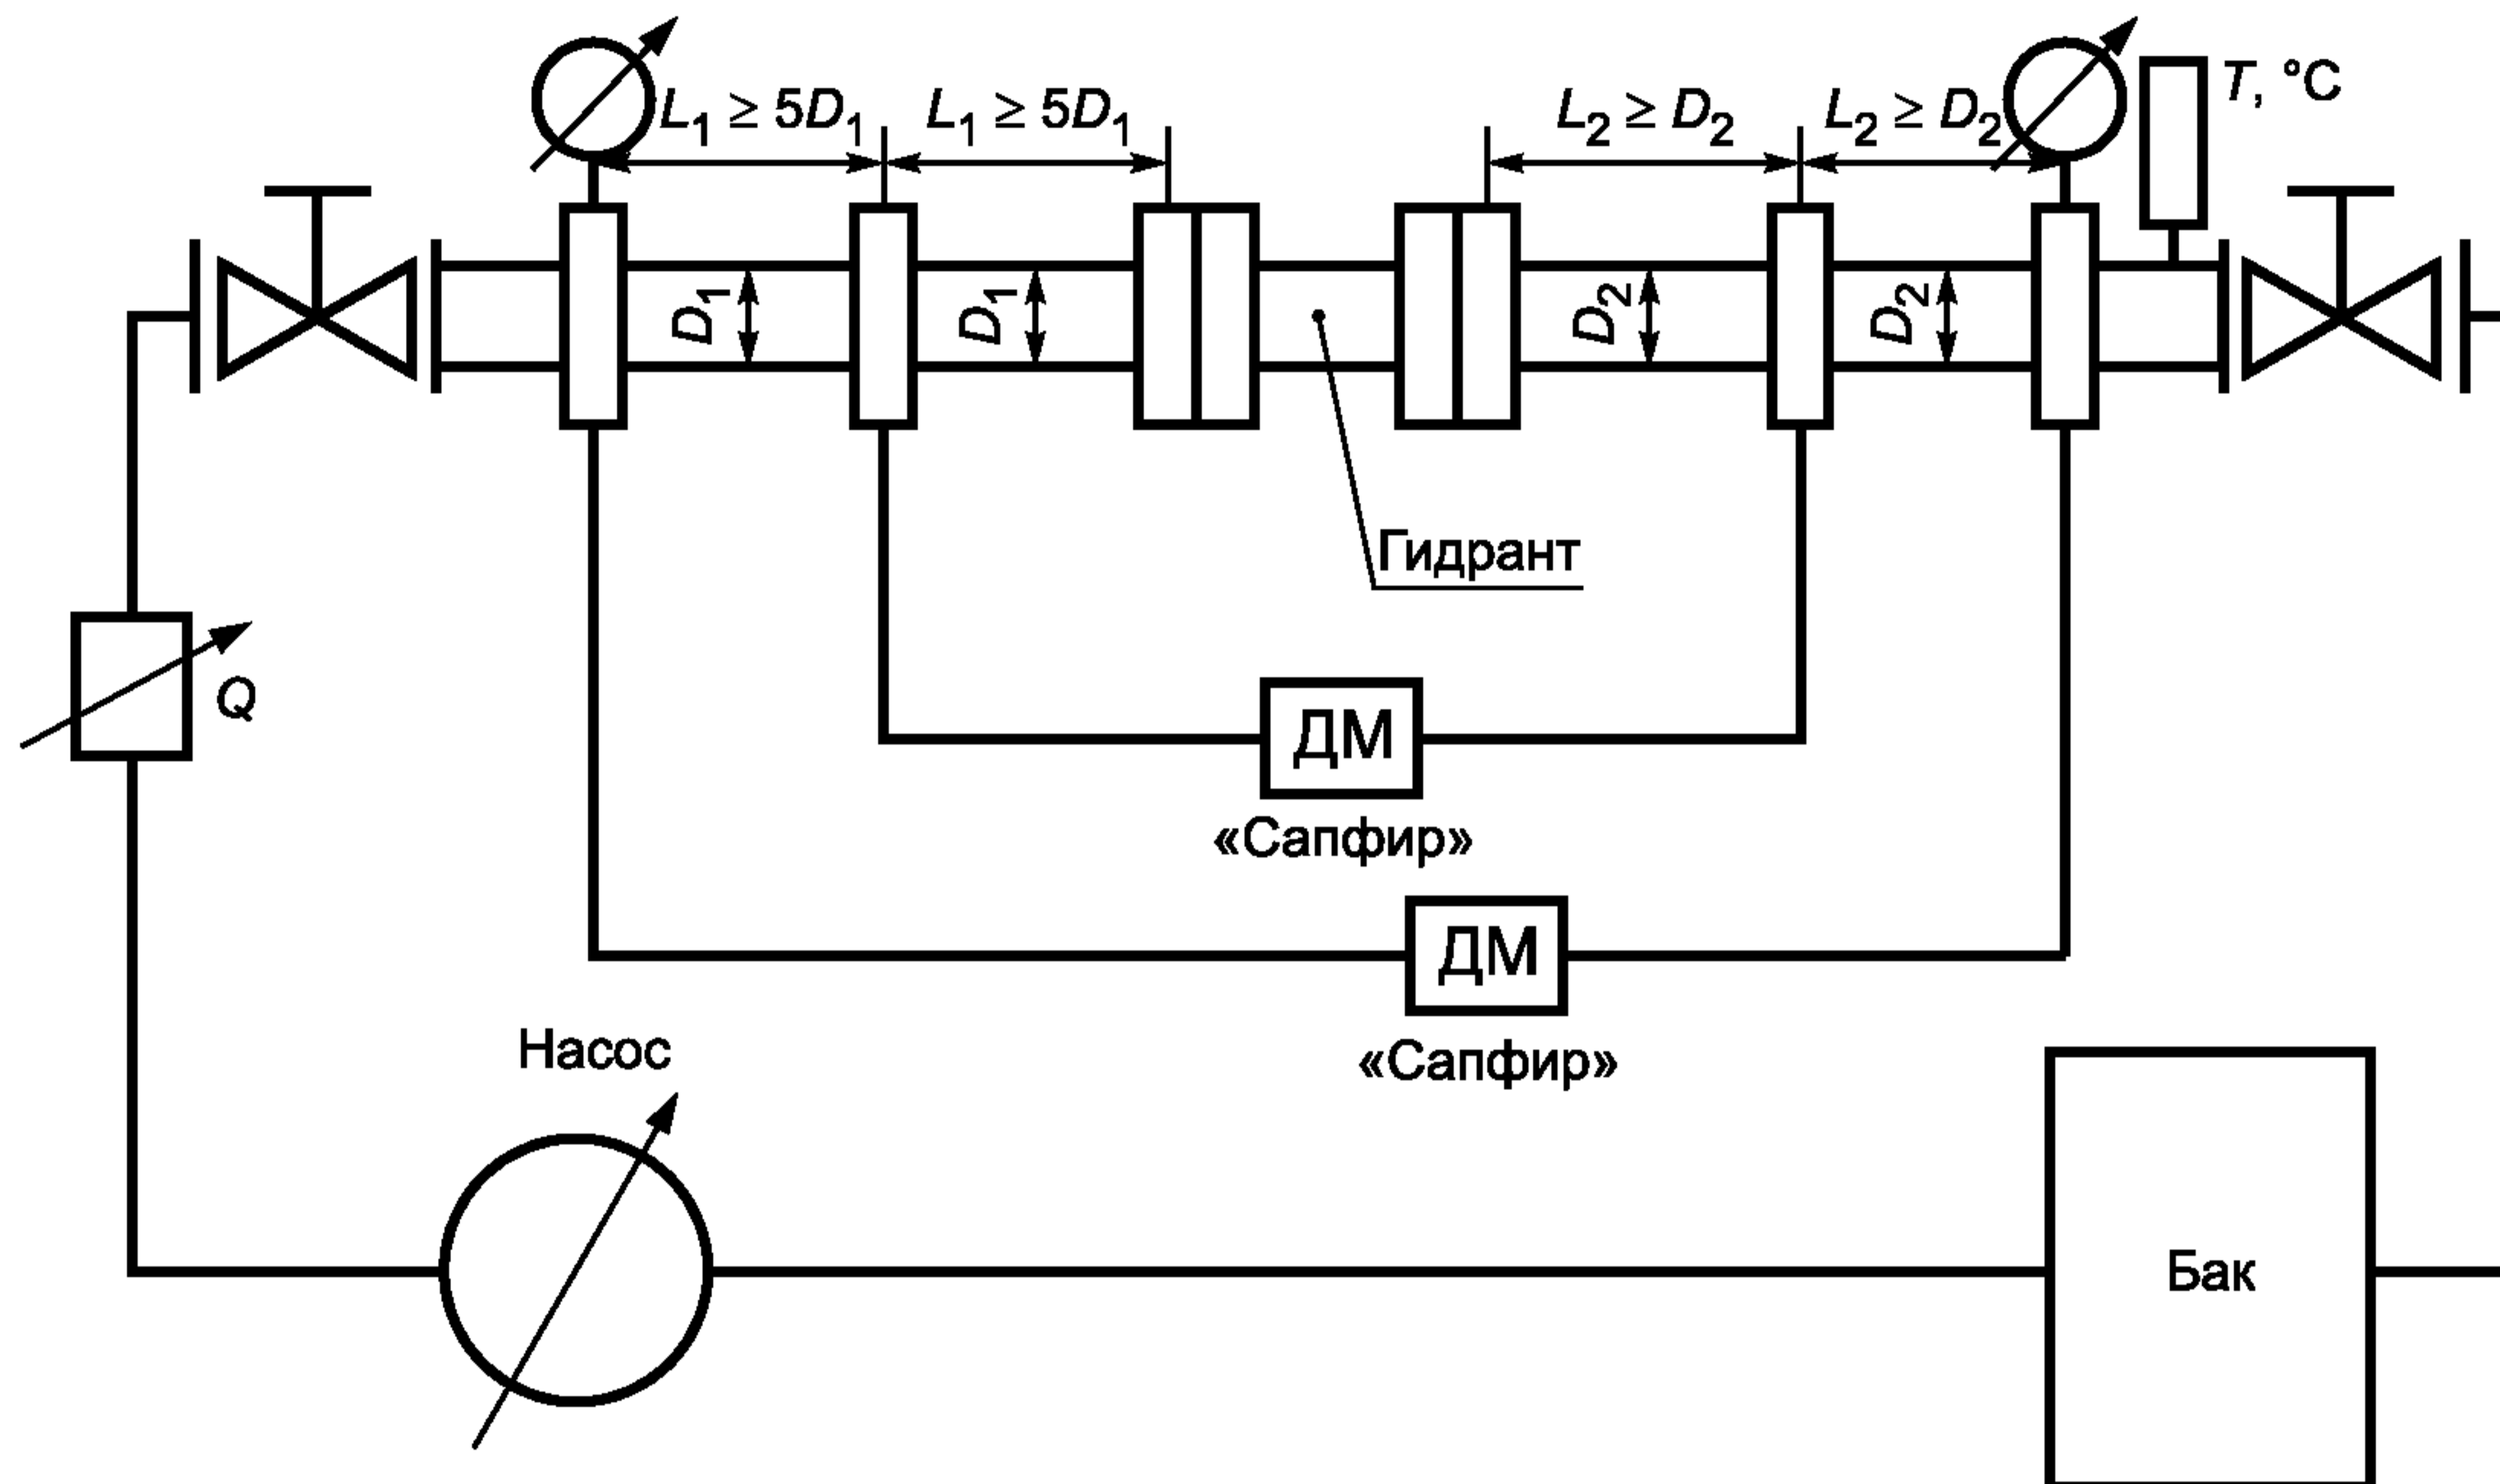 L₁ ≥ 5D₁
L₁ ≥ 5D₁
L₂ ≥ D₂
L₂ ≥ D₂
T, °C
D₁
D₁
D₂
D₂
Гидрант
Q
ДМ
«Сапфир»
ДМ
«Сапфир»
Насос
Бак